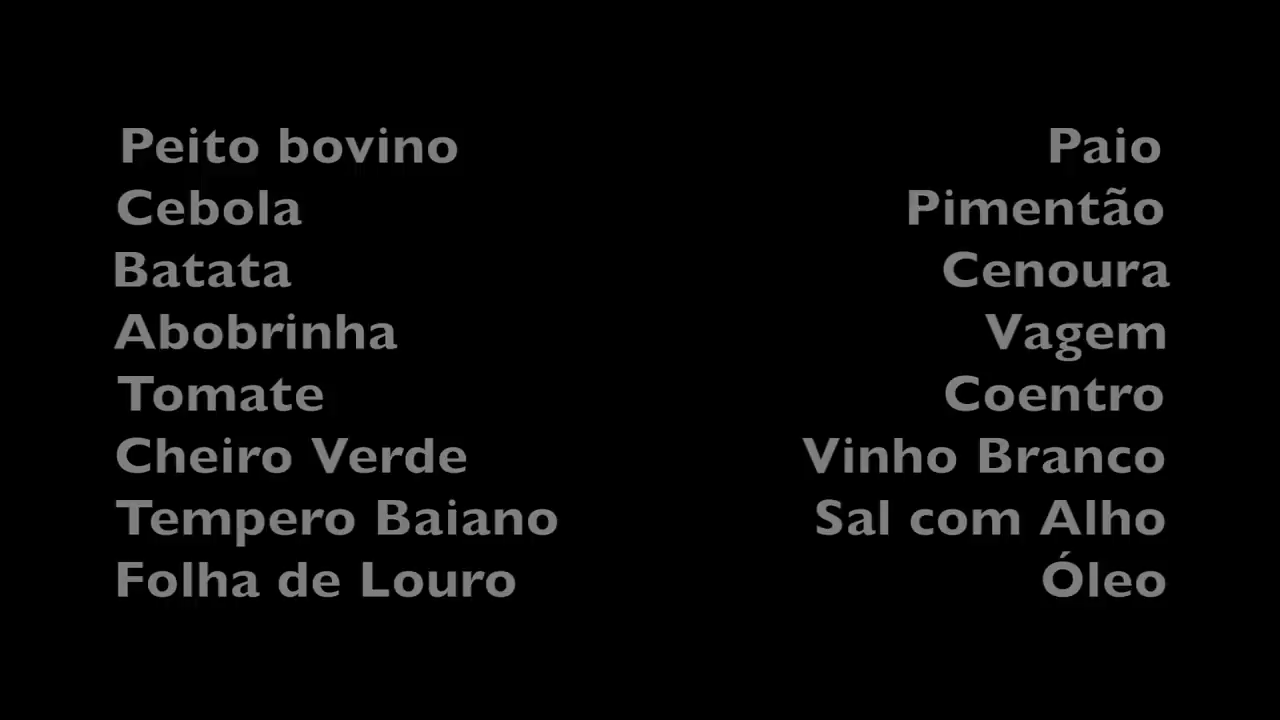 Peito bovino
Cebola
Batata
Abobrinha
Tomate
Cheiro Verde
Tempero Baiano
Folha de Louro
Paio
Pimentão
Cenoura
Vagem
Coentro
Vinho Branco
Sal com Alho
Óleo